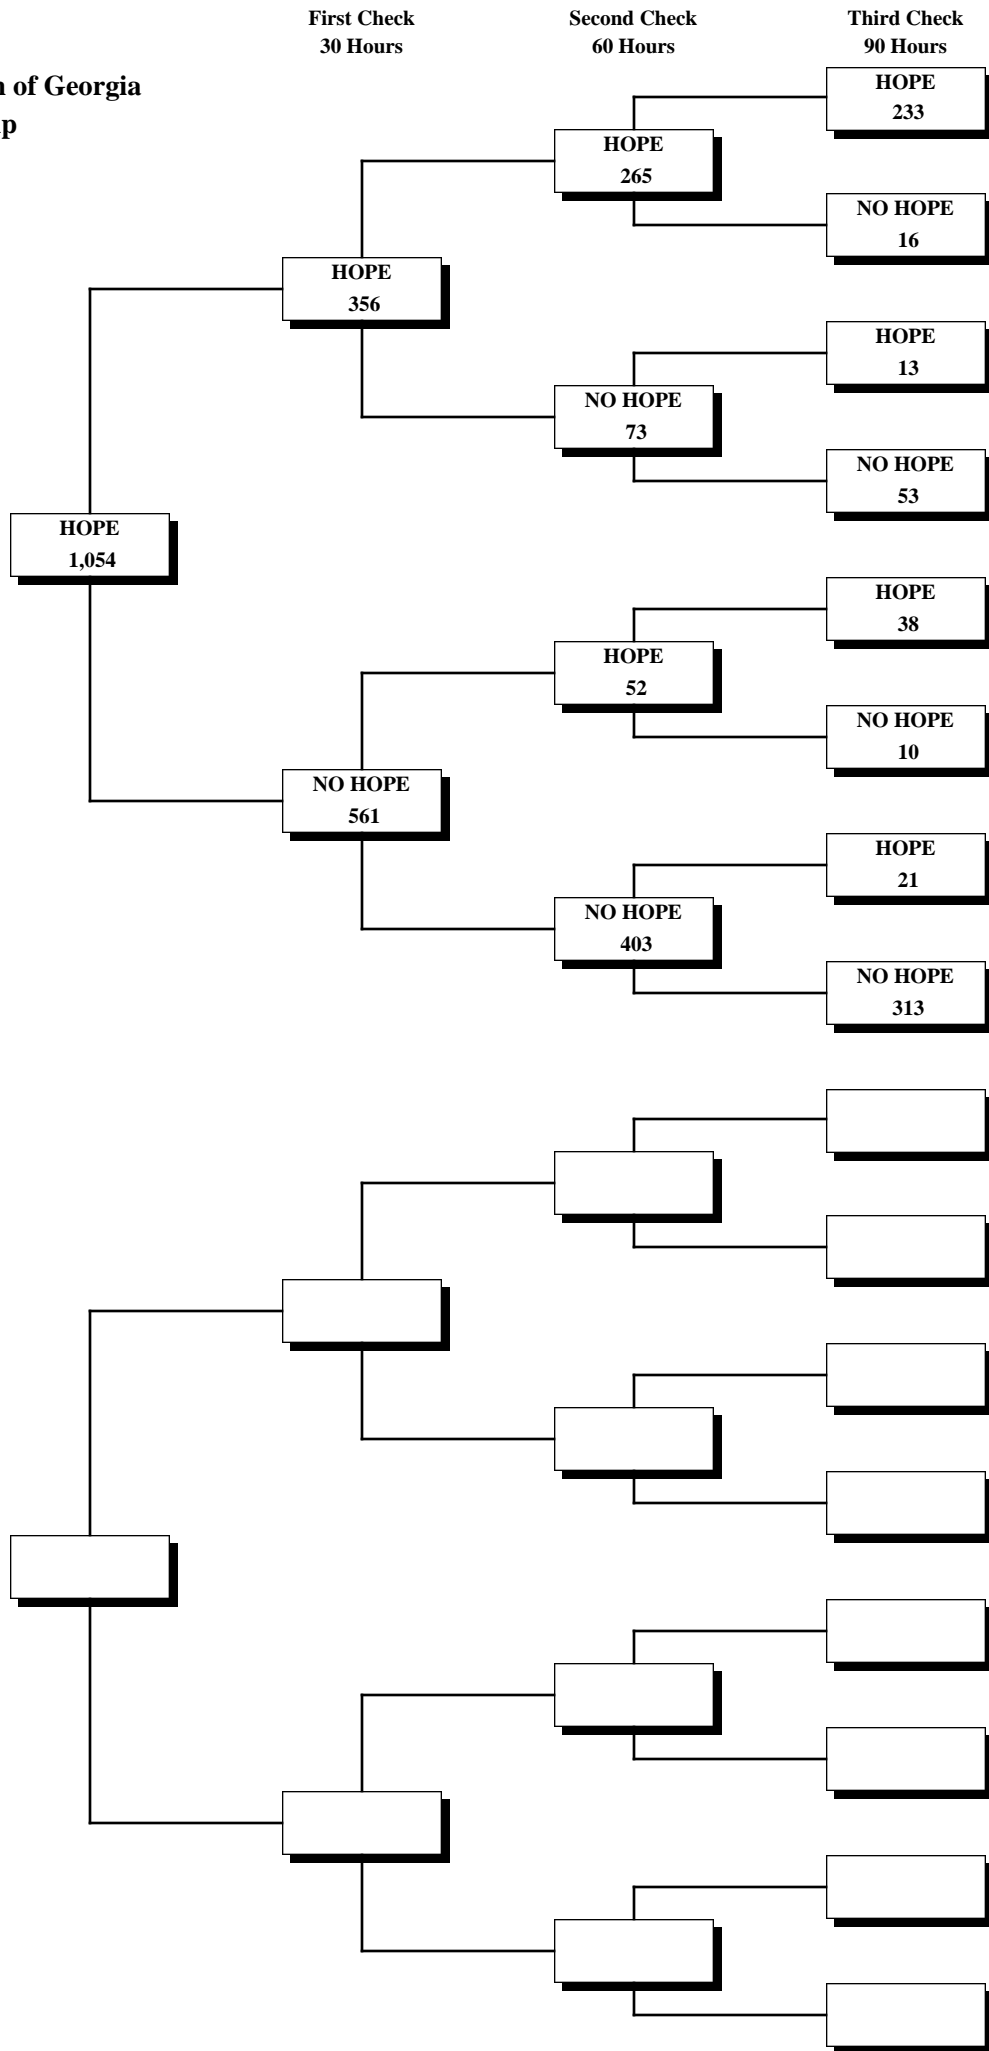 First Check
30 Hours
Second Check
60 Hours
Third Check
90 Hours
of Georgia
HOPE
233
HOPE
265
NO HOPE
16
HOPE
356
HOPE
13
NO HOPE
73
NO HOPE
53
HOPE
1,054
HOPE
38
HOPE
52
NO HOPE
10
NO HOPE
561
HOPE
21
NO HOPE
403
NO HOPE
313